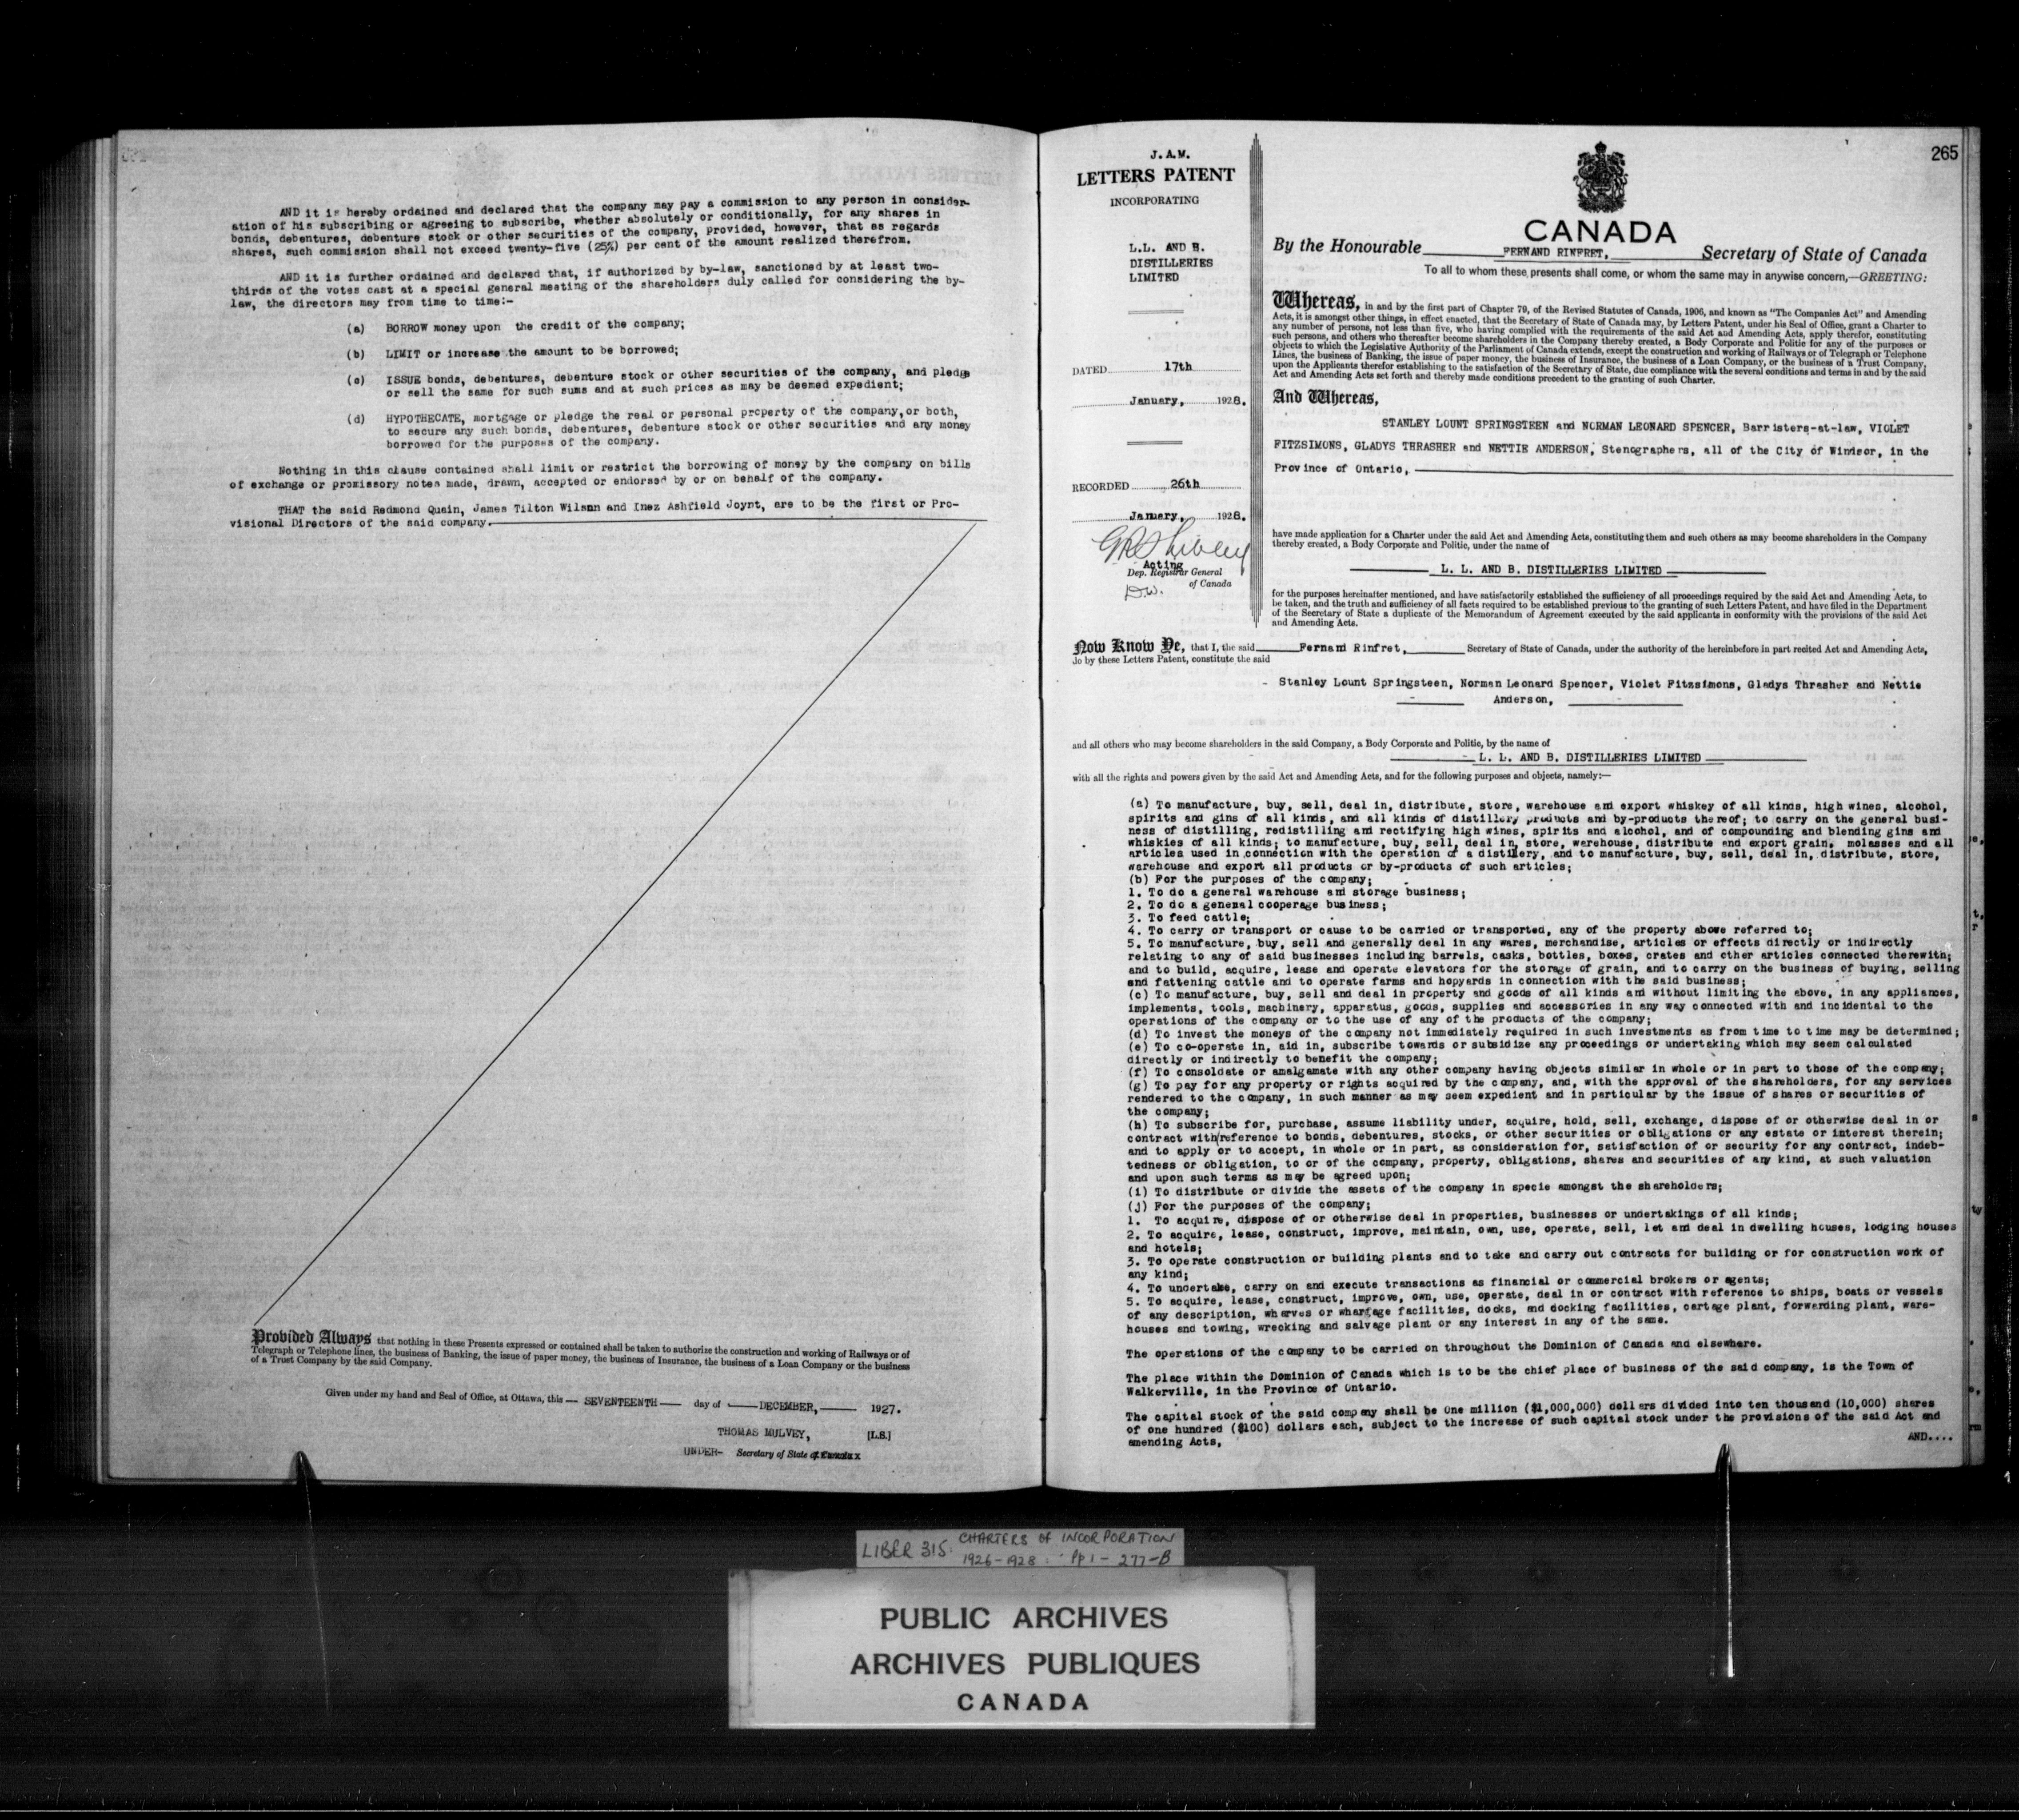 AND it is hereby ordained and declared that the company may pay a commission to any person in consider-
ation of his subscribing or agreeing to subscribe, whether absolutely or conditionally, for any shares in
bonds, debentures, debenture stock or other securities of the company, provided, however, that as regards
shares, such commission shall not exceed twenty-five (25%) per cent of the amount realized therefrom.
AND it is further ordained and declared that, if authorized by by-law, sanctioned by at least two-
thirds of the votes cast at a special general meeting of the shareholders duly called for considering the by-
law, the directors may from time to time:-
(a) BORROW money upon the credit of the company;
(b) LIMIT or increase the amount to be borrowed;
(c) ISSUE bonds, debentures, debenture stock or other securities of the company, and pledge
or sell the same for such sums and at such prices as may be deemed expedient;
(d) HYPOTHECATE, mortgage or pledge the real or personal property of the company, or both,
to secure any such bonds, debentures, debenture stock or other securities and any money
borrowed for the purposes of the company.
Nothing in this clause contained shall limit or restrict the borrowing of money by the company on bills
of exchange or promissory notes made, drawn, accepted or endorsed by or on behalf of the company.
THAT the said Redmond Quain, James Tilton Wilson and Inez Ashfield Joynt, are to be the first or Pro-
visional Directors of the said company.
Provided Always that nothing in these Presents expressed or contained shall be taken to authorize the construction and working of Railways or of
Telegraph or Telephone lines, the business of Banking, the issue of paper money, the business of Insurance, the business of a Loan Company or the business
of a Trust Company by the said Company.
Given under my hand and Seal of Office, at Ottawa, this — SEVENTEENTH — day of — DECEMBER, — 1927.
THOMAS MULVEY, [L.S.]
UNDER- Secretary of State of Canada x
265
J. A. M.
LETTERS PATENT
INCORPORATING
L.L. AND B.
DISTILLERIES
LIMITED
DATED 17th
January, 1928.
RECORDED 26th
January, 1928.
Acting
Dep. Registrar General
of Canada
D.W.
CANADA
By the Honourable FERNAND RINFRET, Secretary of State of Canada
To all to whom these presents shall come, or whom the same may in anywise concern,—GREETING:
Whereas, in and by the first part of Chapter 79, of the Revised Statutes of Canada, 1906, and known as "The Companies Act" and Amending
Acts, it is amongst other things, in effect enacted, that the Secretary of State of Canada may, by Letters Patent, under his Seal of Office, grant a Charter to
any number of persons, not less than five, who having complied with the requirements of the said Act and Amending Acts, apply therefor, constituting
such persons, and others who thereafter become shareholders in the Company thereby created, a Body Corporate and Politic for any of the purposes or
objects to which the Legislative Authority of the Parliament of Canada extends, except the construction and working of Railways or of Telegraph or Telephone
Lines, the business of Banking, the issue of paper money, the business of Insurance, the business of a Loan Company, or the business of a Trust Company,
upon the Applicants therefor establishing to the satisfaction of the Secretary of State, due compliance with the several conditions and terms in and by the said
Act and Amending Acts set forth and thereby made conditions precedent to the granting of such Charter.
And Whereas,
STANLEY LOUNT SPRINGSTEEN and NORMAN LEONARD SPENCER, Barristers-at-law, VIOLET
FITZSIMONS, GLADYS THRASHER and NETTIE ANDERSON, Stenographers, all of the City of Windsor, in the
Province of Ontario,
have made application for a Charter under the said Act and Amending Acts, constituting them and such others as may become shareholders in the Company
thereby created, a Body Corporate and Politic, under the name of
L. L. AND B. DISTILLERIES LIMITED
for the purposes hereinafter mentioned, and have satisfactorily established the sufficiency of all proceedings required by the said Act and Amending Acts, to
be taken, and the truth and sufficiency of all facts required to be established previous to the granting of such Letters Patent, and have filed in the Department
of the Secretary of State a duplicate of the Memorandum of Agreement executed by the said applicants in conformity with the provisions of the said Act
and Amending Acts.
Now Know Ye, that I, the said Fernand Rinfret, Secretary of State of Canada, under the authority of the hereinbefore in part recited Act and Amending Acts,
do by these Letters Patent, constitute the said
- Stanley Lount Springsteen, Norman Leonard Spencer, Violet Fitzsimons, Gladys Thrasher and Nettie
Anderson,
and all others who may become shareholders in the said Company, a Body Corporate and Politic, by the name of
L. L. AND B. DISTILLERIES LIMITED
with all the rights and powers given by the said Act and Amending Acts, and for the following purposes and objects, namely:—
(a) To manufacture, buy, sell, deal in, distribute, store, warehouse and export whiskey of all kinds, high wines, alcohol,
spirits and gins of all kinds, and all kinds of distillery products and by-products thereof; to carry on the general busi-
ness of distilling, redistilling and rectifying high wines, spirits and alcohol, and of compounding and blending gins and
whiskies of all kinds; to manufacture, buy, sell, deal in, store, warehouse, distribute and export grain, molasses and all
articles used in connection with the operation of a distillery, and to manufacture, buy, sell, deal in, distribute, store,
warehouse and export all products or by-products of such articles;
(b) For the purposes of the company;
1. To do a general warehouse and storage business;
2. To do a general cooperage business;
3. To feed cattle;
4. To carry or transport or cause to be carried or transported, any of the property above referred to;
5. To manufacture, buy, sell and generally deal in any wares, merchandise, articles or effects directly or indirectly
relating to any of said businesses including barrels, casks, bottles, boxes, crates and other articles connected therewith;
and to build, acquire, lease and operate elevators for the storage of grain, and to carry on the business of buying, selling
and fattening cattle and to operate farms and hopyards in connection with the said business;
(c) To manufacture, buy, sell and deal in property and goods of all kinds and without limiting the above, in any appliances,
implements, tools, machinery, apparatus, goods, supplies and accessories in any way connected with and incidental to the
operations of the company or to the use of any of the products of the company;
(d) To invest the moneys of the company not immediately required in such investments as from time to time may be determined;
(e) To co-operate in, aid in, subscribe towards or subsidize any proceedings or undertaking which may seem calculated
directly or indirectly to benefit the company;
(f) To consolidate or amalgamate with any other company having objects similar in whole or in part to those of the company;
(g) To pay for any property or rights acquired by the company, and, with the approval of the shareholders, for any services
rendered to the company, in such manner as may seem expedient and in particular by the issue of shares or securities of
the company;
(h) To subscribe for, purchase, assume liability under, acquire, hold, sell, exchange, dispose of or otherwise deal in or
contract with reference to bonds, debentures, stocks, or other securities or obligations or any estate or interest therein;
and to apply or to accept, in whole or in part, as consideration for, satisfaction of or security for any contract, indeb-
tedness or obligation, to or of the company, property, obligations, shares and securities of any kind, at such valuation
and upon such terms as may be agreed upon;
(i) To distribute or divide the assets of the company in specie amongst the shareholders;
(j) For the purposes of the company;
1. To acquire, dispose of or otherwise deal in properties, businesses or undertakings of all kinds;
2. To acquire, lease, construct, improve, maintain, own, use, operate, sell, let and deal in dwelling houses, lodging houses
and hotels;
3. To operate construction or building plants and to take and carry out contracts for building or for construction work of
any kind;
4. To undertake, carry on and execute transactions as financial or commercial brokers or agents;
5. To acquire, lease, construct, improve, own, use, operate, deal in or contract with reference to ships, boats or vessels
of any description, wharves or wharfage facilities, docks, and docking facilities, cartage plant, forwarding plant, ware-
houses and towing, wrecking and salvage plant or any interest in any of the same.
The operations of the company to be carried on throughout the Dominion of Canada and elsewhere.
The place within the Dominion of Canada which is to be the chief place of business of the said company, is the Town of
Walkerville, in the Province of Ontario.
The capital stock of the said company shall be One million ($1,000,000) dollars divided into ten thousand (10,000) shares
of one hundred ($100) dollars each, subject to the increase of such capital stock under the provisions of the said Act and
amending Acts,
AND....
LIBER 315: CHARTERS OF INCORPORATION
1926-1928: pp 1 - 277-B
PUBLIC ARCHIVES
ARCHIVES PUBLIQUES
CANADA